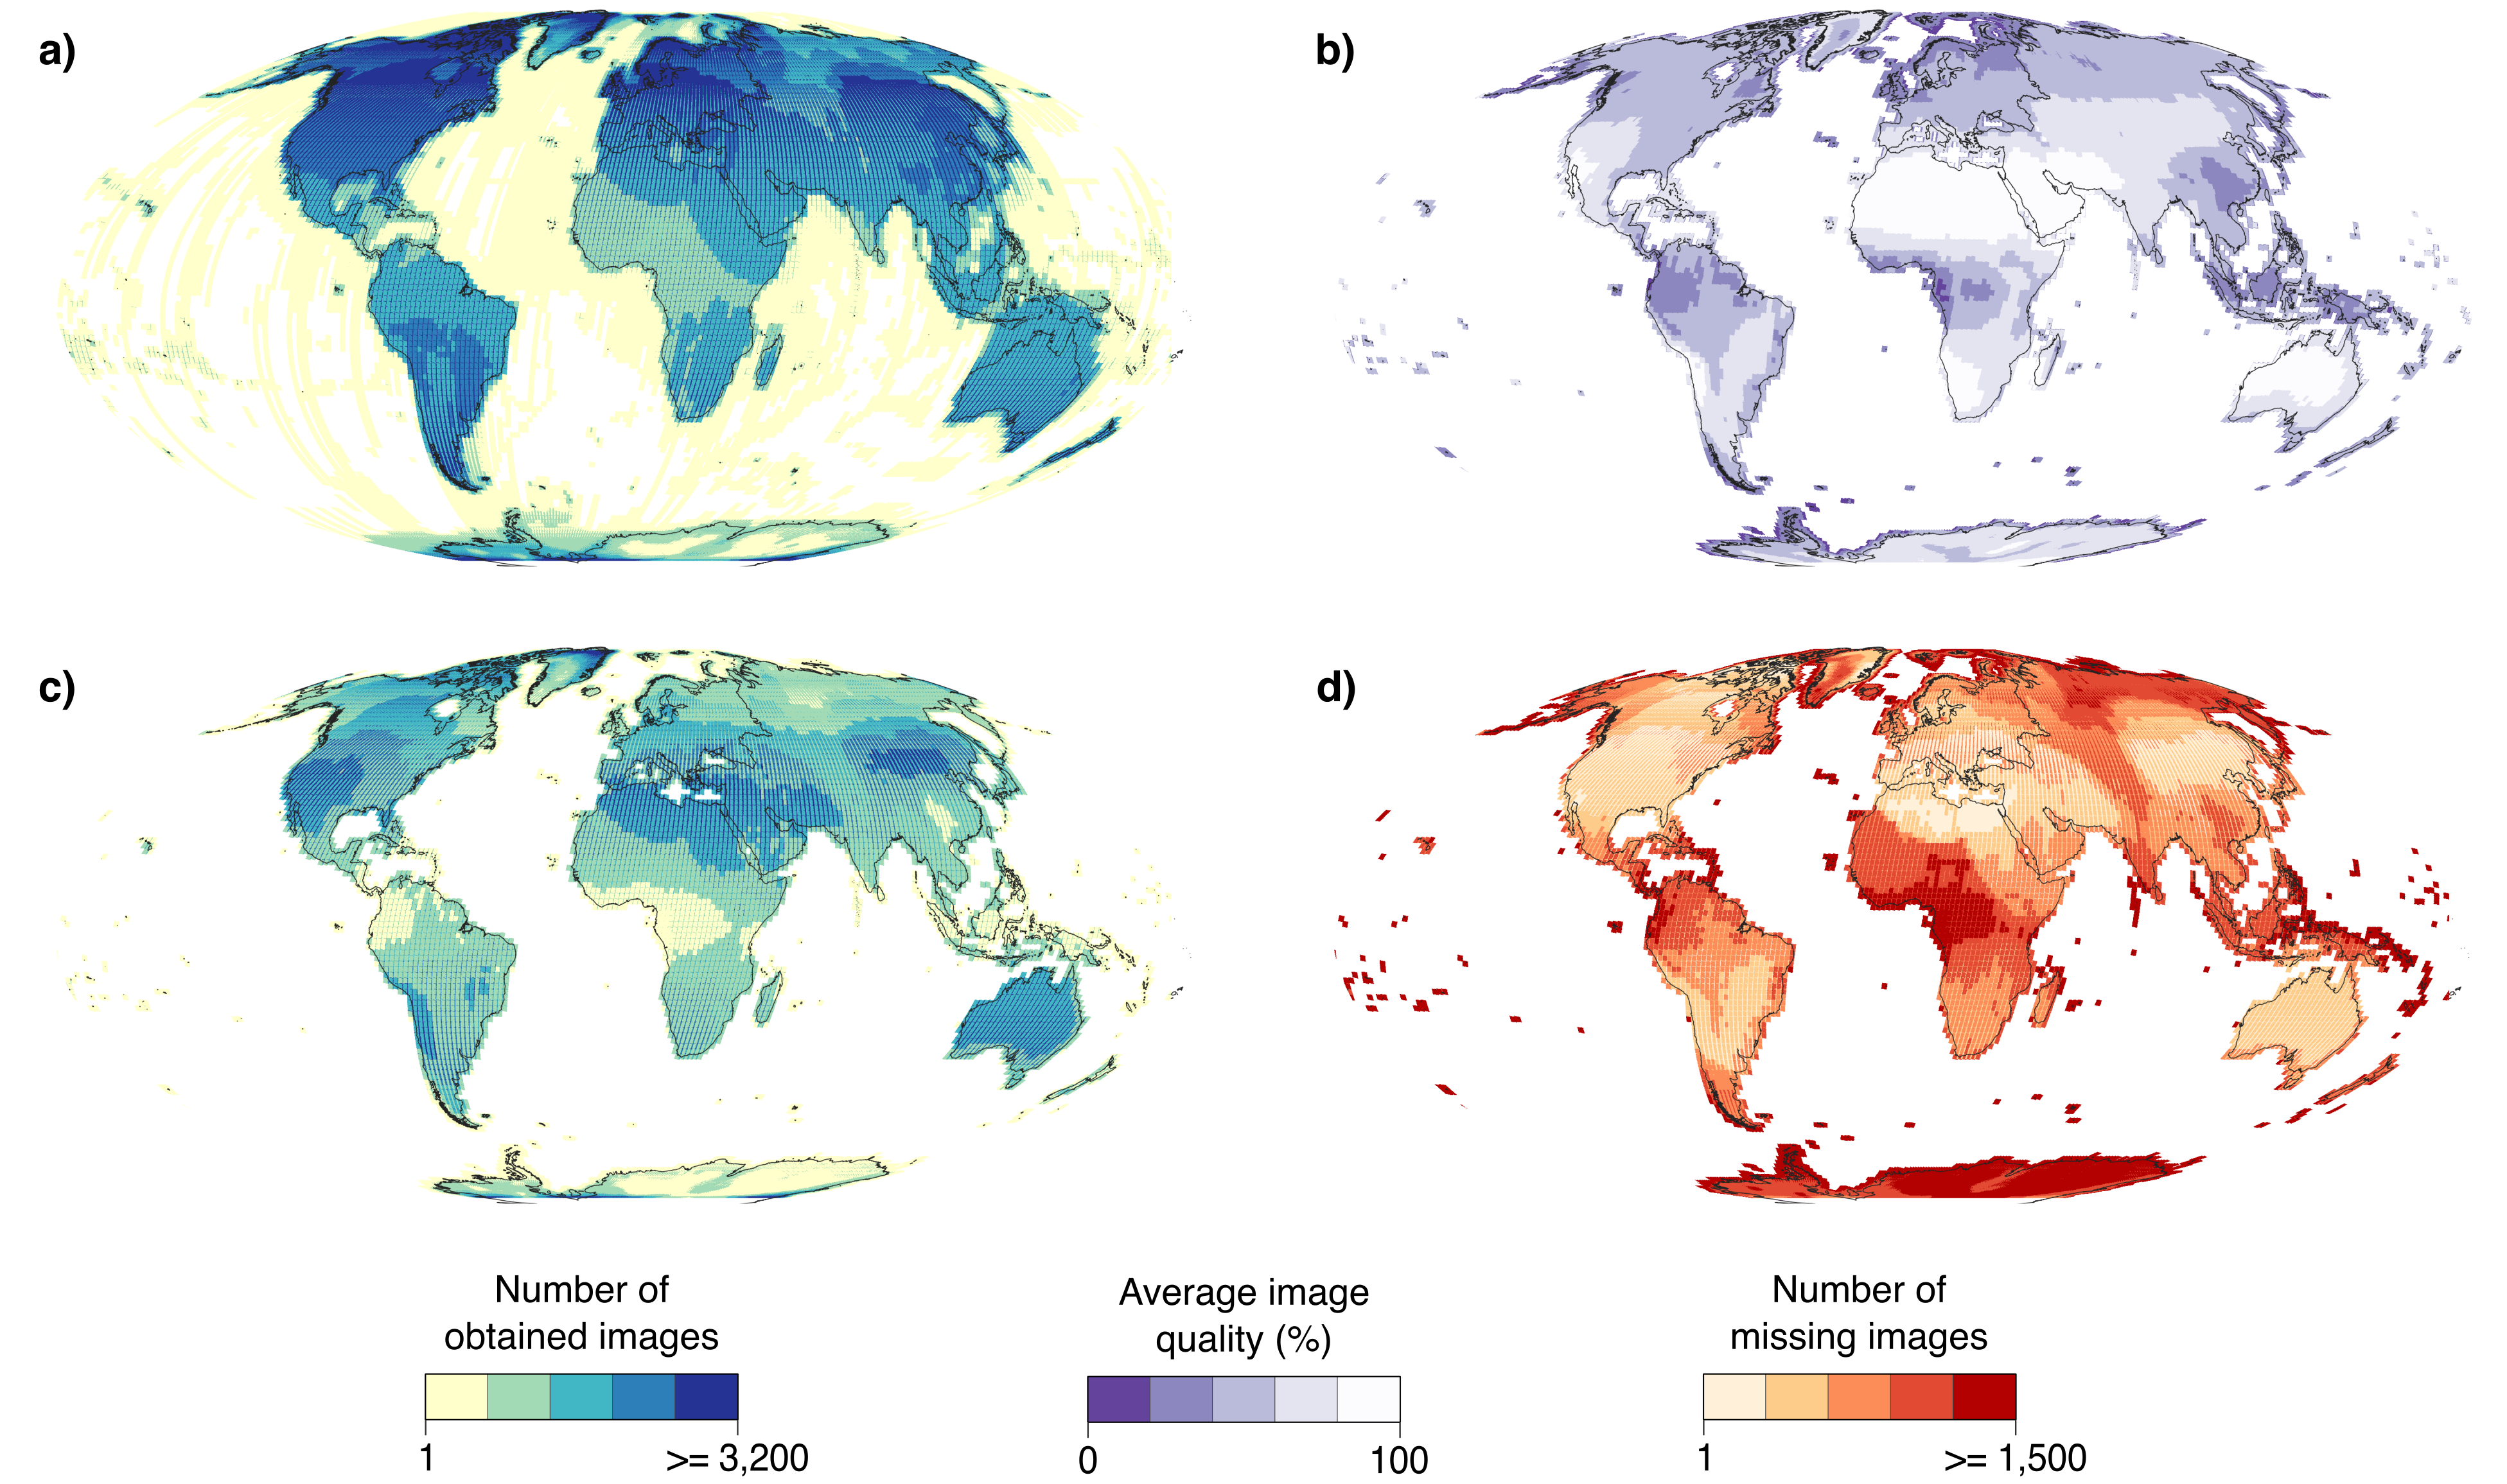 a)
b)
c)
d)
Number of
obtained images
1
>= 3,200
Average image
quality (%)
0
100
Number of
missing images
1
>= 1,500